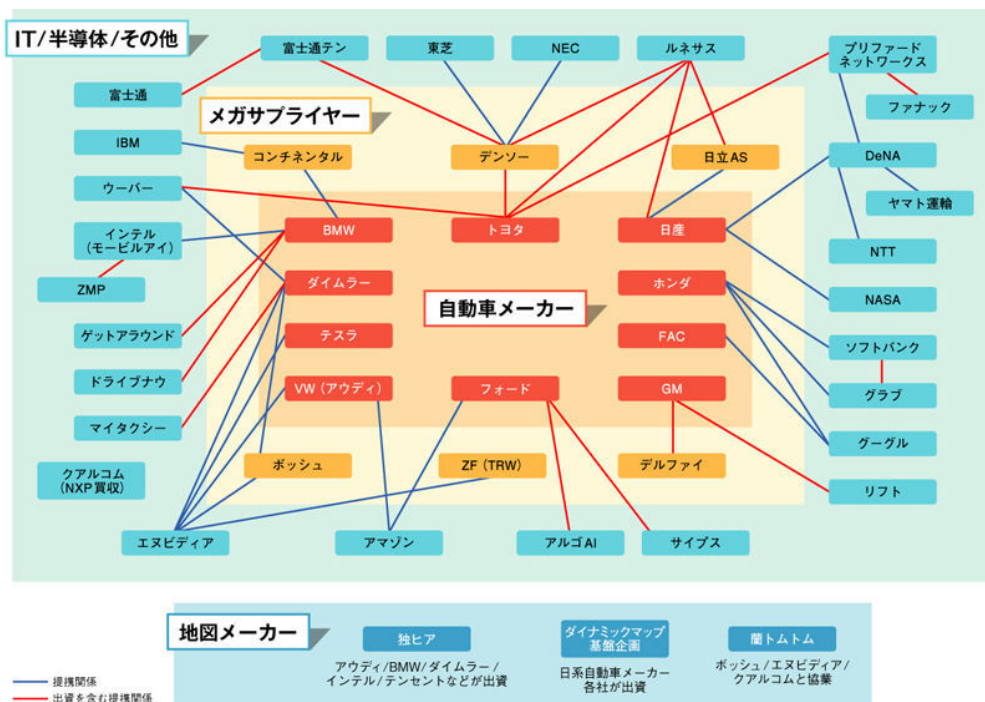 IT/半導体/その他
富士通テン
東芝
NEC
ルネサス
プリファード
ネットワークス
富士通
ファナック
メガサプライヤー
IBM
コンチネンタル
デンソー
日立AS
DeNA
ウーバー
ヤマト運輸
インテル
(モービルアイ)
BMW
トヨタ
日産
NTT
ZMP
ダイムラー
ホンダ
NASA
自動車メーカー
ゲットアラウンド
テスラ
FAC
ソフトバンク
ドライブナウ
VW(アウディ)
フォード
GM
グラブ
マイタクシー
グーグル
クアルコム
(NXP買収)
ボッシュ
ZF(TRW)
デルファイ
リフト
エヌビディア
アマゾン
アルゴAI
サイプス
地図メーカー
独ヒア
ダイナミックマップ
基盤企画
蘭トムトム
アウディ/BMW/ダイムラー/
インテル/テンセントなどが出資
日系自動車メーカー
各社が出資
ボッシュ/エヌビディア/
クアルコムと協業
提携関係
出資を含む提携関係